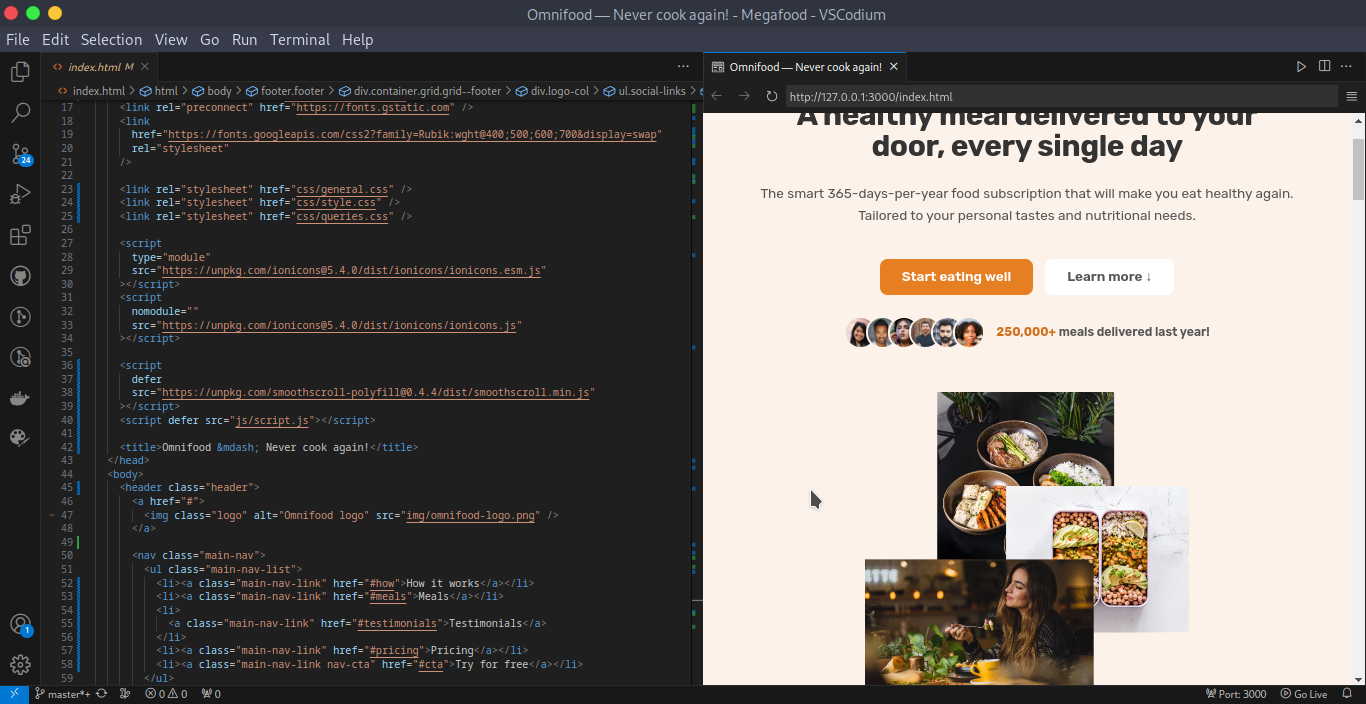 Omnifood — Never cook again! - Megafood - VSCodium
File Edit Selection View Go Run Terminal Help
index.html M
index.html > html > body > footer.footer > div.container.grid.grid--footer > div.logo-col > ul.social-links >
17 <link rel="preconnect" href="https://fonts.gstatic.com" />
18 <link
19 href="https://fonts.googleapis.com/css2?family=Rubik:wght@400;500;600;700&display=swap"
20 rel="stylesheet"
21 />
22
23 <link rel="stylesheet" href="css/general.css" />
24 <link rel="stylesheet" href="css/style.css" />
25 <link rel="stylesheet" href="css/queries.css" />
26
27 <script
28 type="module"
29 src="https://unpkg.com/ionicons@5.4.0/dist/ionicons/ionicons.esm.js"
30 ></script>
31 <script
32 nomodule=""
33 src="https://unpkg.com/ionicons@5.4.0/dist/ionicons/ionicons.js"
34 ></script>
35
36 <script
37 defer
38 src="https://unpkg.com/smoothscroll-polyfill@0.4.4/dist/smoothscroll.min.js"
39 ></script>
40 <script defer src="js/script.js"></script>
41
42 <title>Omnifood &mdash; Never cook again!</title>
43 </head>
44 <body>
45 <header class="header">
46 <a href="#">
47 <img class="logo" alt="Omnifood logo" src="img/omnifood-logo.png" />
48 </a>
49
50 <nav class="main-nav">
51 <ul class="main-nav-list">
52 <li><a class="main-nav-link" href="#how">How it works</a></li>
53 <li><a class="main-nav-link" href="#meals">Meals</a></li>
54 <li>
55 <a class="main-nav-link" href="#testimonials">Testimonials</a>
56 </li>
57 <li><a class="main-nav-link" href="#pricing">Pricing</a></li>
58 <li><a class="main-nav-link nav-cta" href="#cta">Try for free</a></li>
59 </ul>
24
1
Omnifood — Never cook again!
http://127.0.0.1:3000/index.html
A healthy meal delivered to your
door, every single day
The smart 365-days-per-year food subscription that will make you eat healthy again.
Tailored to your personal tastes and nutritional needs.
Start eating well
Learn more ↓
250,000+ meals delivered last year!
master*+ 0 0 0
Port: 3000 Go Live